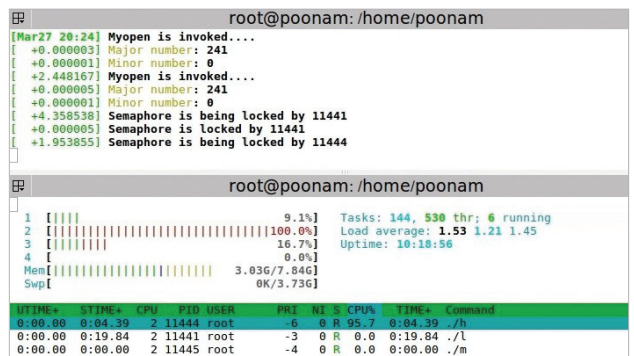 root@poonam: /home/poonam
[Mar27 20:24] Myopen is invoked....
[ +0.000003] Major number: 241
[ +0.000001] Minor number: 0
[ +2.448167] Myopen is invoked....
[ +0.000005] Major number: 241
[ +0.000001] Minor number: 0
[ +4.358538] Semaphore is being locked by 11441
[ +0.000005] Semaphore is locked by 11441
[ +1.953855] Semaphore is being locked by 11444
root@poonam: /home/poonam
1 [|||| 9.1%] Tasks: 144, 530 thr; 6 running
2 [|||||||||||||||||||||||||||||||100.0%] Load average: 1.53 1.21 1.45
3 [|||||||| 16.7%] Uptime: 10:18:56
4 [ 0.0%]
Mem[||||||||||||||||||||||| 3.03G/7.84G]
Swp[ 0K/3.73G]
UTIME+ STIME+ CPU PID USER PRI NI S CPU% TIME+ Command
0:00.00 0:04.39 2 11444 root -6 0 R 95.7 0:04.39 ./h
0:00.00 0:19.84 2 11441 root -3 0 R 0.0 0:19.84 ./l
0:00.00 0:00.00 2 11445 root -4 0 R 0.0 0:00.00 ./m